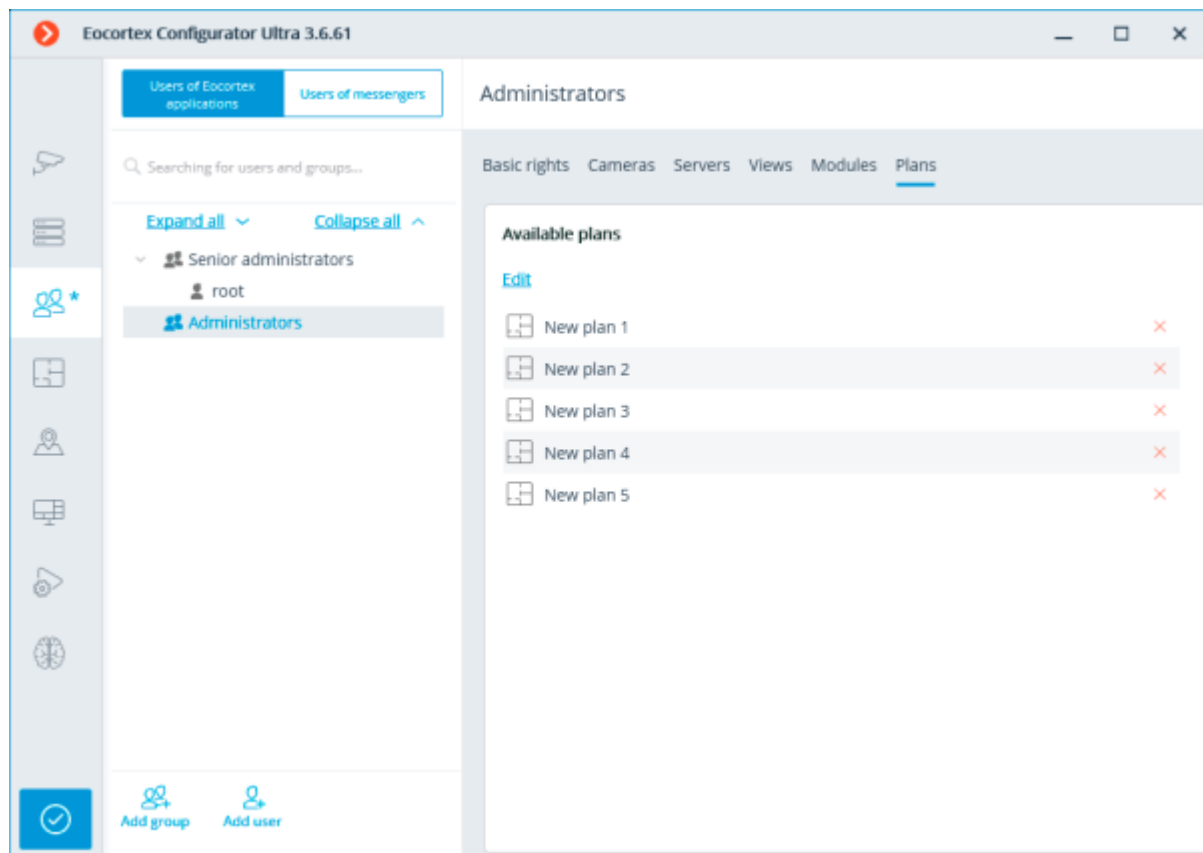 Eocortex Configurator Ultra 3.6.61
Users of Eocortex
applications
Users of messengers
Administrators
Searching for users and groups...
Basic rights Cameras Servers Views Modules Plans
Expand all Collapse all
Senior administrators
root
Administrators
Available plans
Edit
New plan 1
New plan 2
New plan 3
New plan 4
New plan 5
Add group Add user